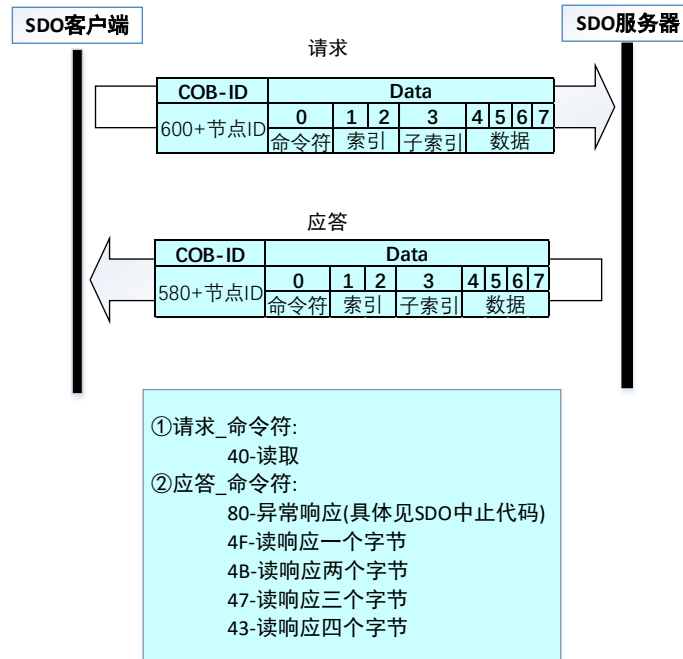 SDO客户端
SDO服务器
请求
COB-ID Data
600+节点ID 0 1 2 3 4 5 6 7
命令符 索引 子索引 数据
应答
COB-ID Data
580+节点ID 0 1 2 3 4 5 6 7
命令符 索引 子索引 数据
①请求_命令符:
40-读取
②应答_命令符:
80-异常响应(具体见SDO中止代码)
4F-读响应一个字节
4B-读响应两个字节
47-读响应三个字节
43-读响应四个字节